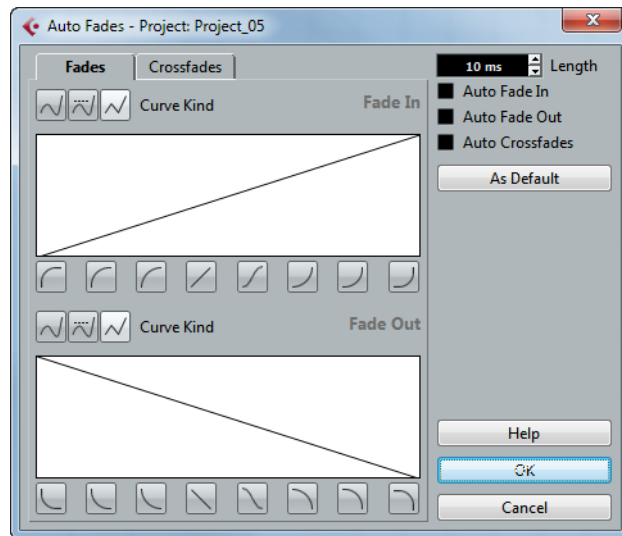 Auto Fades - Project: Project_05
Fades
Crossfades
10 ms
Length
Curve Kind
Fade In
Auto Fade In
Auto Fade Out
Auto Crossfades
As Default
Curve Kind
Fade Out
Help
OK
Cancel